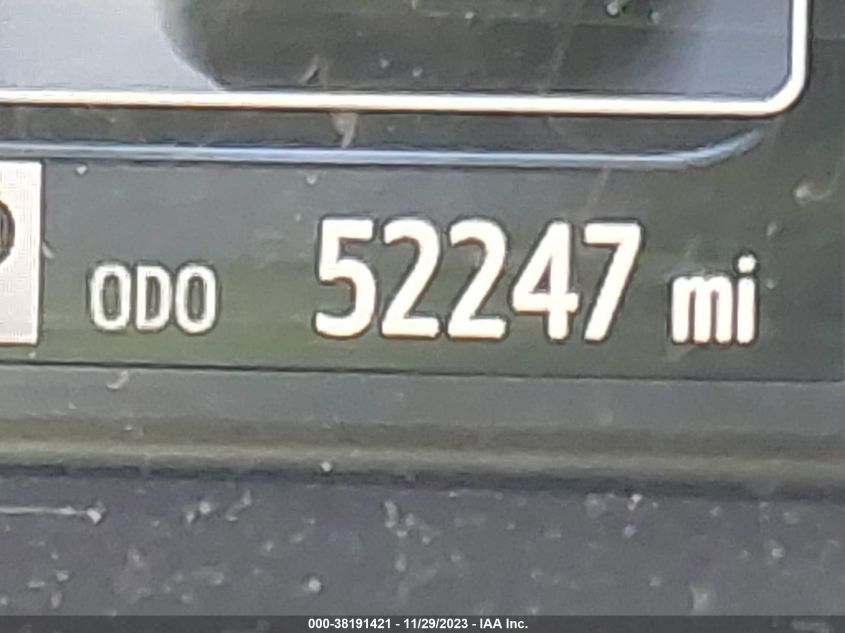 ODO 52247 mi
000-38191421 - 11/29/2023 - IAA Inc.